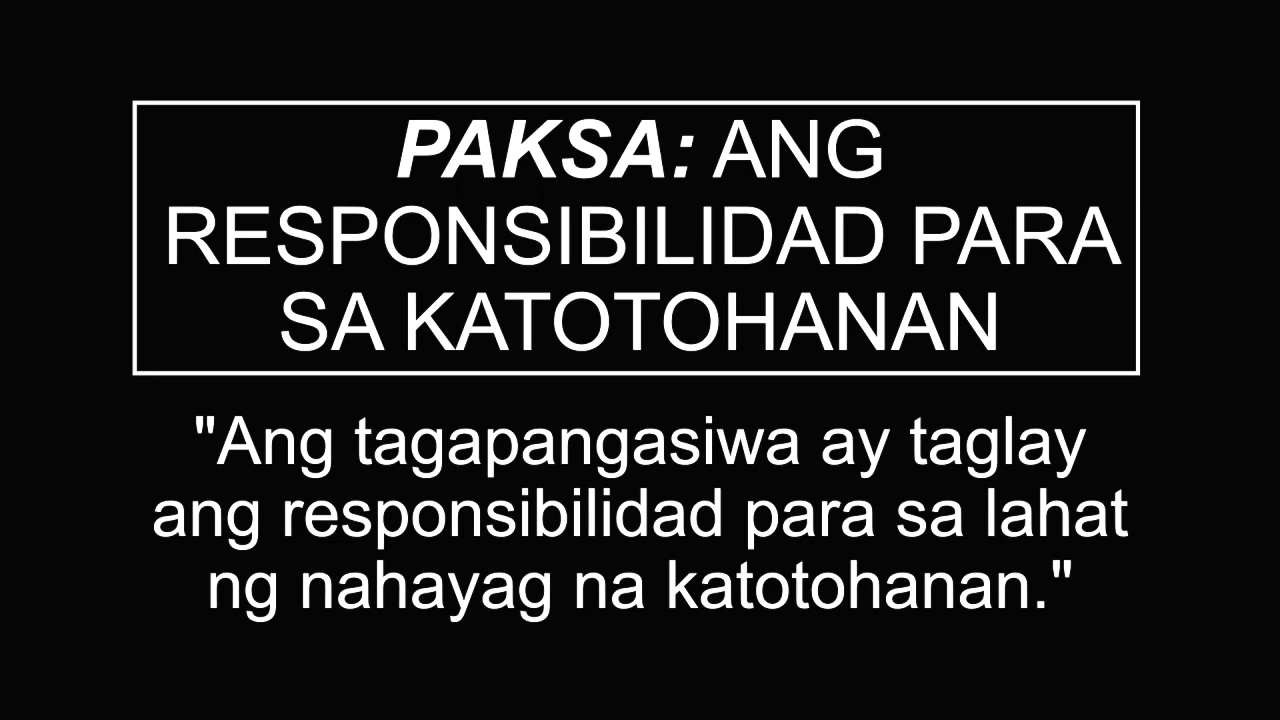 PAKSA: ANG
RESPONSIBILIDAD PARA
SA KATOTOHANAN
"Ang tagapangasiwa ay taglay
ang responsibilidad para sa lahat
ng nahayag na katotohanan."